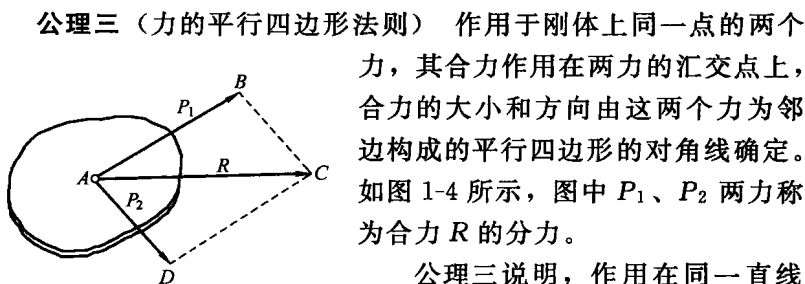 公理三（力的平行四边形法则） 作用于刚体上同一点的两个
力，其合力作用在两力的汇交点上，
合力的大小和方向由这两个力为邻
边构成的平行四边形的对角线确定。
如图 1-4 所示，图中 P₁、P₂ 两力称
为合力 R 的分力。
公理三说明，作用在同一直线
B
P₁
A
R
C
P₂
D